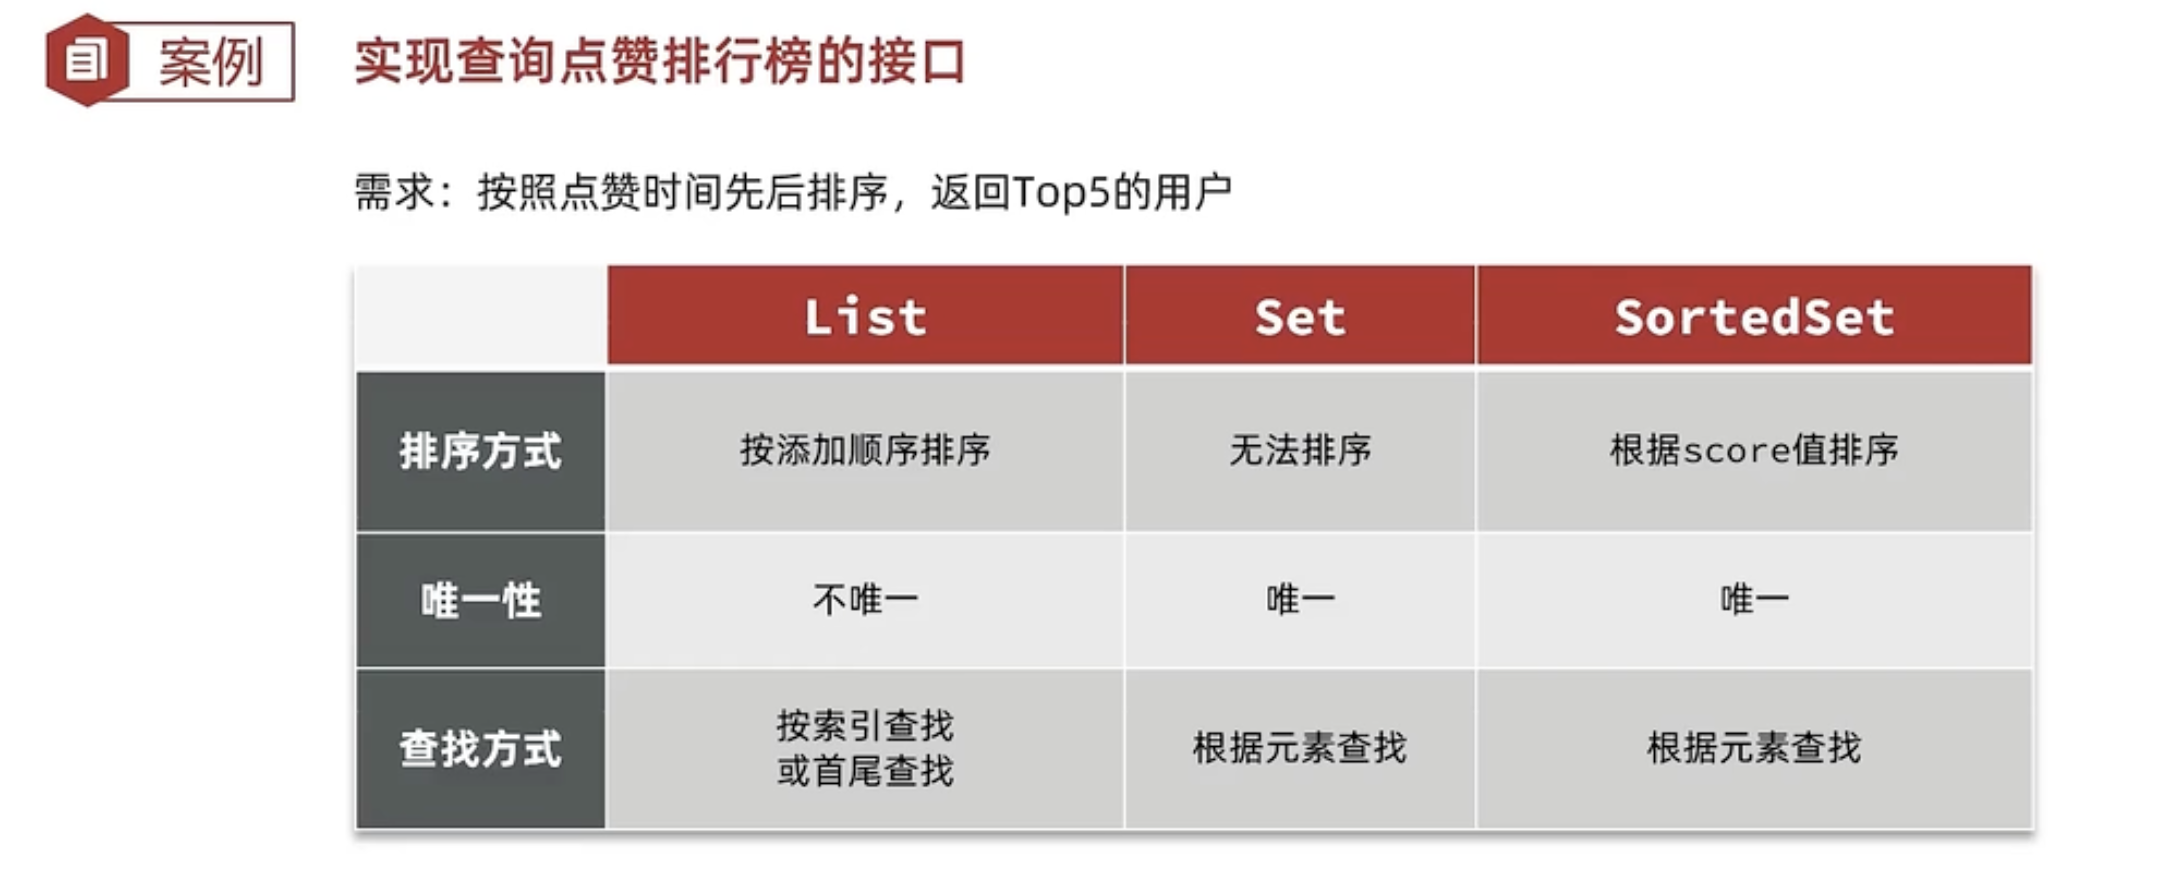 案例
实现查询点赞排行榜的接口
需求：按照点赞时间先后排序，返回Top5的用户
List Set SortedSet
排序方式 按添加顺序排序 无法排序 根据score值排序
唯一性 不唯一 唯一 唯一
查找方式 按索引查找
或首尾查找 根据元素查找 根据元素查找